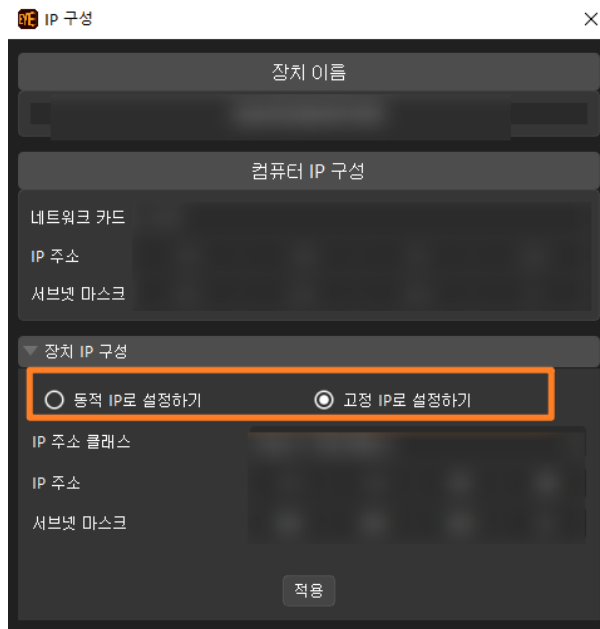 EYE IP 구성
장치 이름
컴퓨터 IP 구성
네트워크 카드
IP 주소
서브넷 마스크
장치 IP 구성
동적 IP로 설정하기 고정 IP로 설정하기
IP 주소 클래스
IP 주소
서브넷 마스크
적용